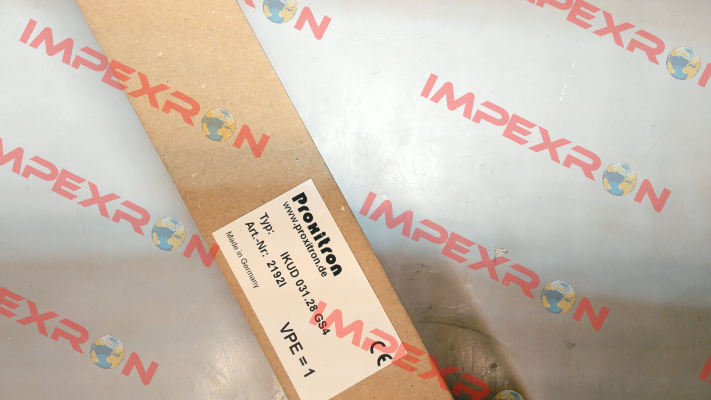 Proxitron
www.proxitron.de
Typ: IKUD 031.28 GS4
Art.-Nr: 2192I
Made in Germany
VPE = 1
CE
IMPEXRON
IMPEXRON
IMPEXRON
IMPEXRON
IMPEXRON
IMPEXRON
IMPEXRON